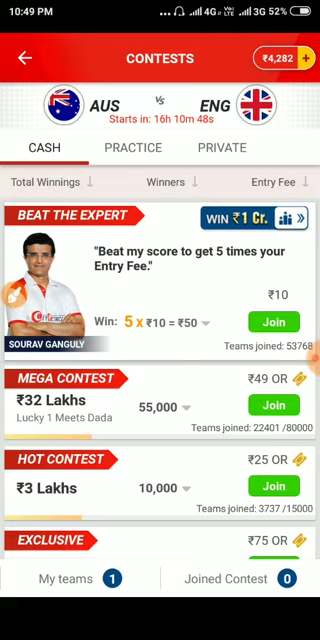 10:49 PM
4G
Vo
LTE
3G 52%
CONTESTS
₹4,282 +
AUS
vs
ENG
Starts in: 16h 10m 48s
CASH
PRACTICE
PRIVATE
Total Winnings
Winners
Entry Fee
BEAT THE EXPERT
WIN ₹1 Cr.
"Beat my score to get 5 times your
Entry Fee."
₹10
Win: 5 x ₹10 = ₹50
Join
SOURAV GANGULY
Teams joined: 53768
MEGA CONTEST
₹49 OR
₹32 Lakhs
55,000
Join
Lucky 1 Meets Dada
Teams joined: 22401 /80000
HOT CONTEST
₹25 OR
₹3 Lakhs
10,000
Join
Teams joined: 3737 /15000
EXCLUSIVE
₹75 OR
My teams 1
Joined Contest 0